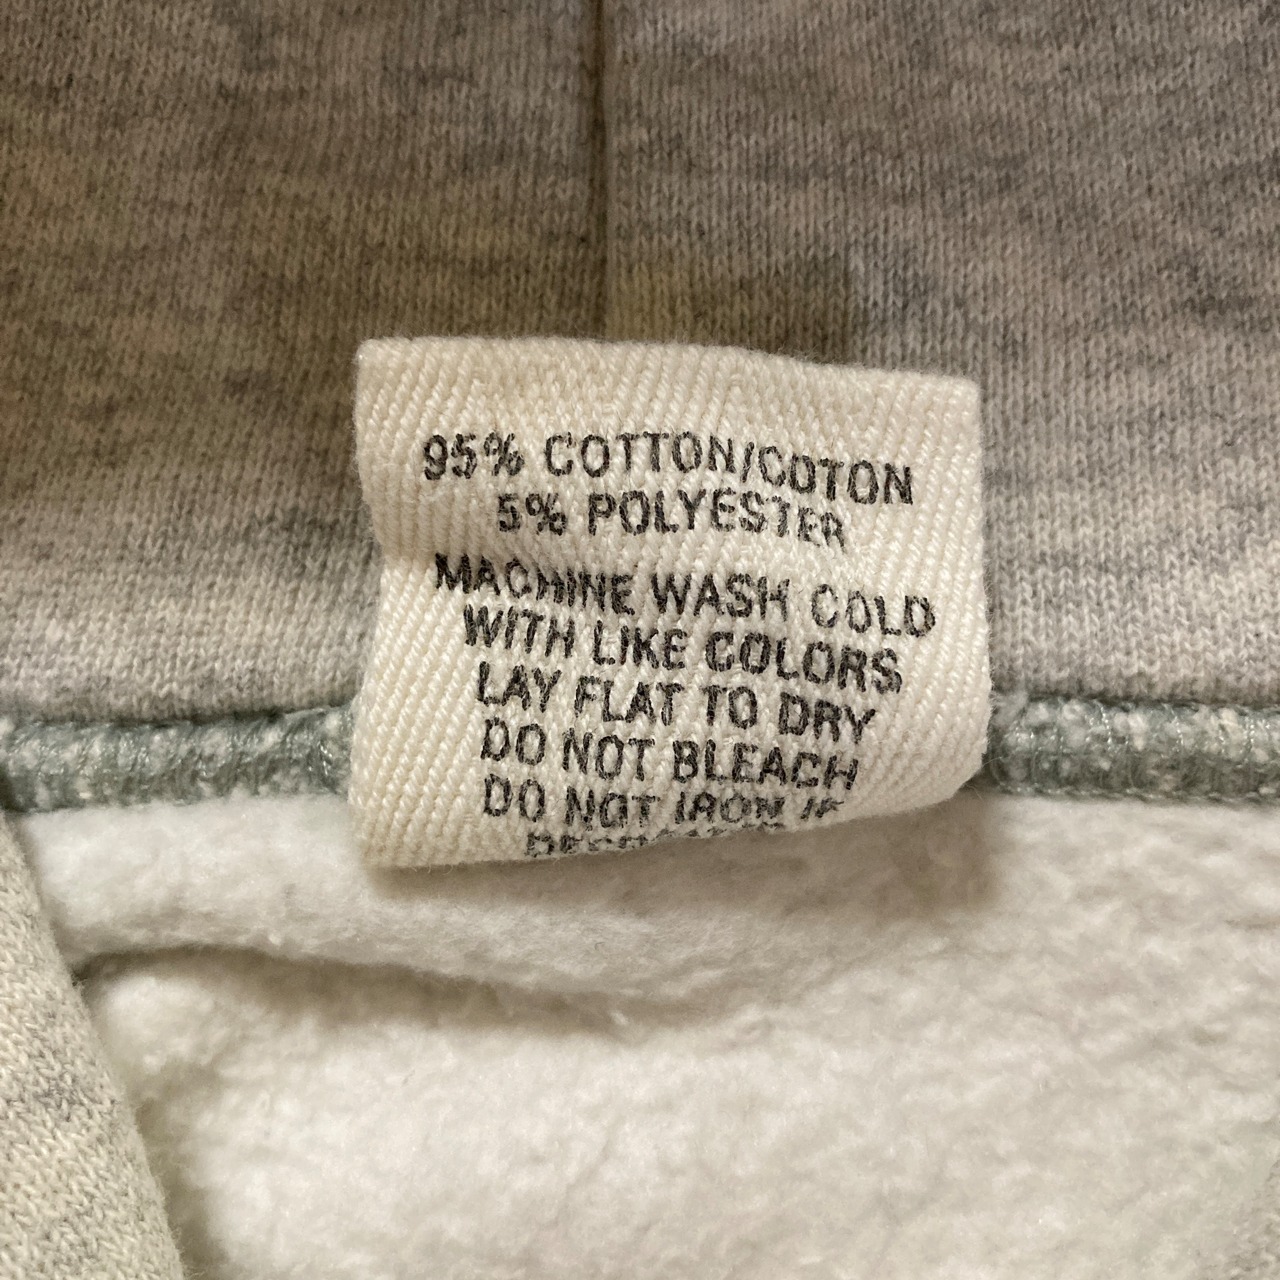 95% COTTON/COTON
5% POLYESTER
MACHINE WASH COLD
WITH LIKE COLORS
LAY FLAT TO DRY
DO NOT BLEACH
DO NOT IRON IF